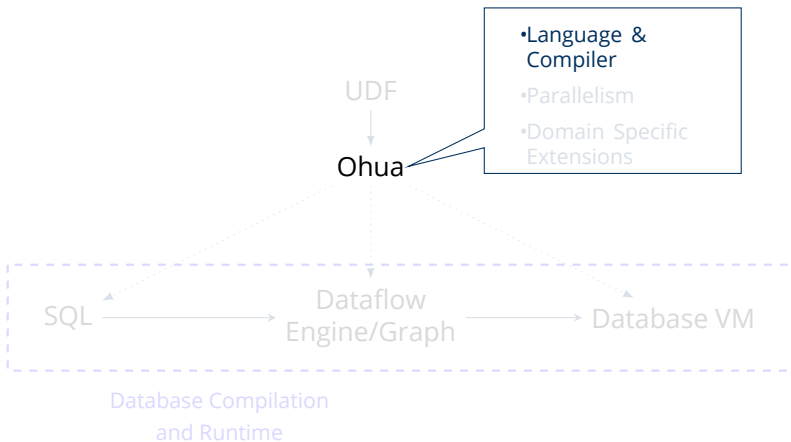 •Language &
Compiler
•Parallelism
•Domain Specific
Extensions
UDF
Ohua
SQL
Dataflow
Engine/Graph
Database VM
Database Compilation
and Runtime